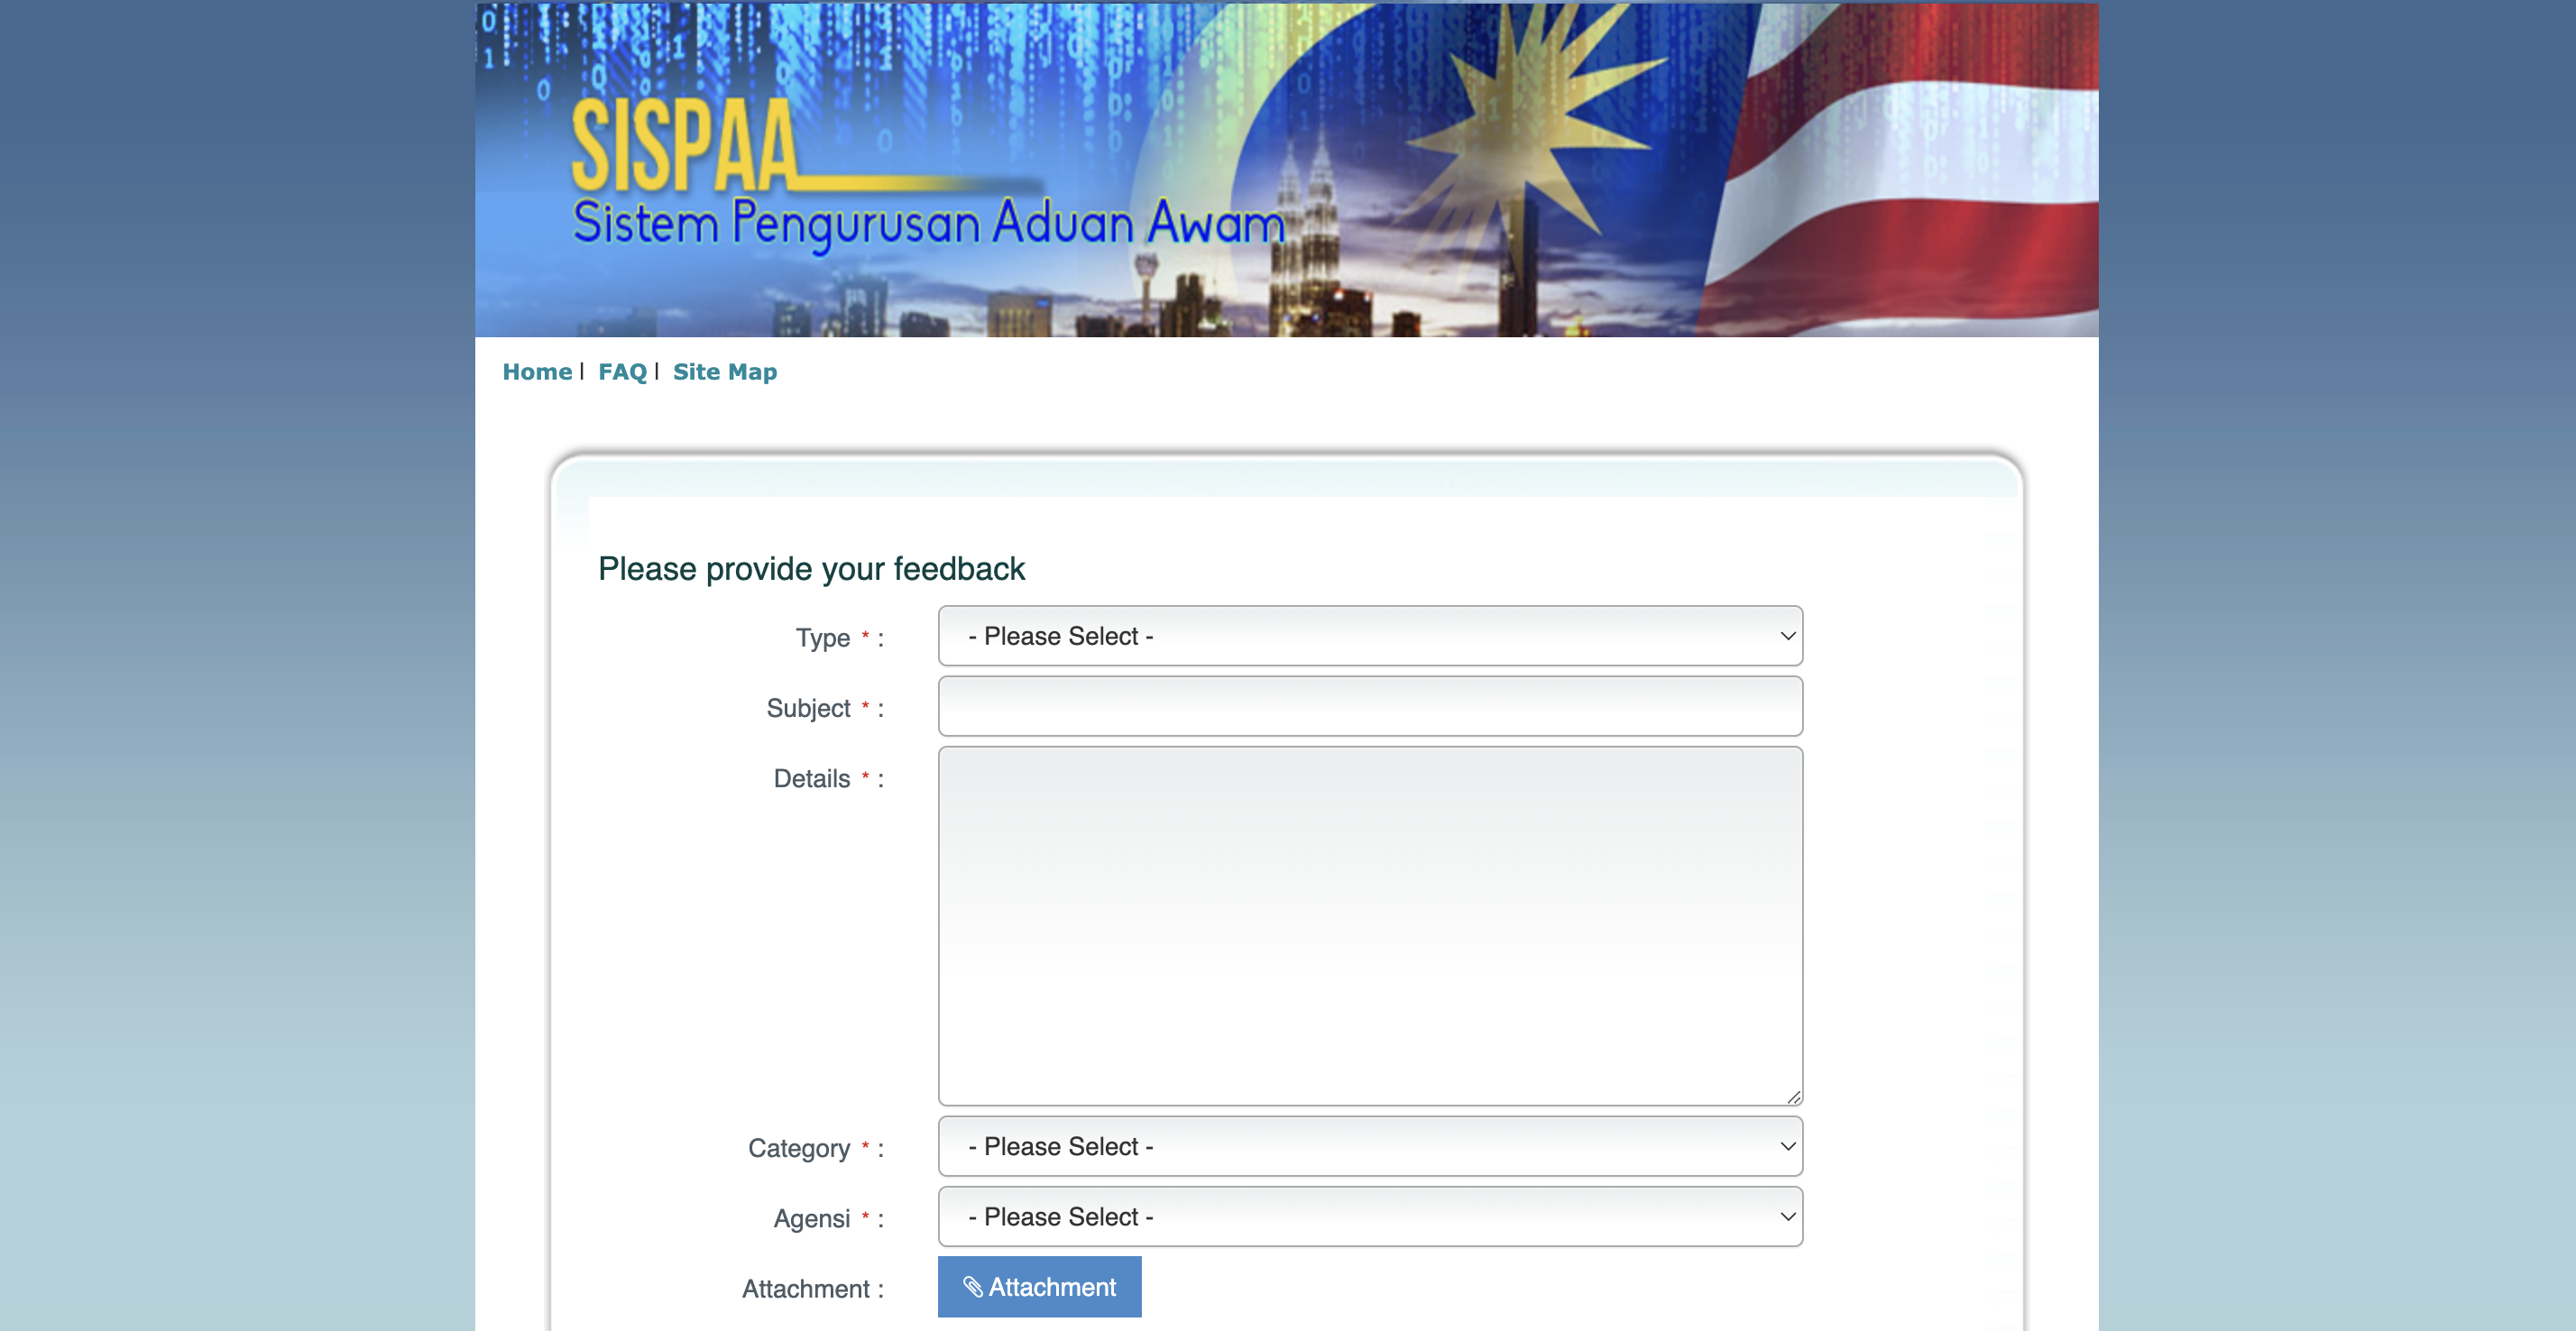 SISPAA
Sistem Pengurusan Aduan Awam
Home | FAQ | Site Map
Please provide your feedback
Type * : - Please Select -
Subject * :
Details * :
Category * : - Please Select -
Agensi * : - Please Select -
Attachment : Attachment